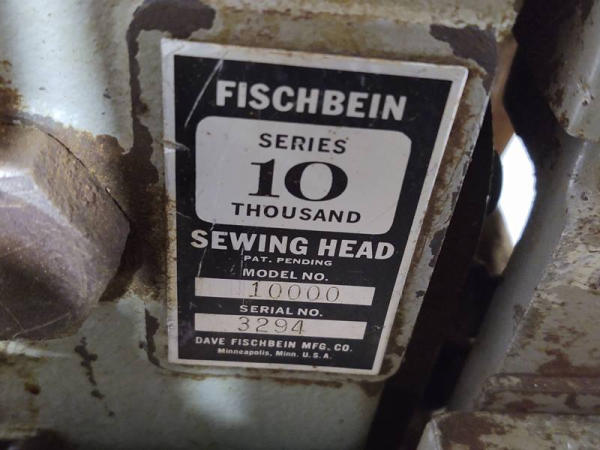 FISCHBEIN
SERIES
10
THOUSAND
SEWING HEAD
PAT. PENDING
MODEL NO.
10000
SERIAL NO.
3294
DAVE FISCHBEIN MFG. CO.
Minneapolis, Minn. U.S.A.